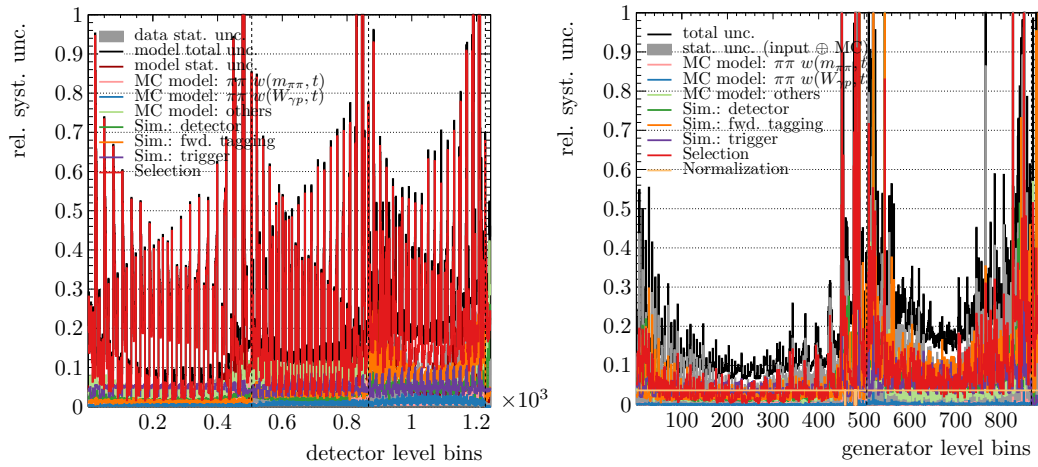 rel. syst. unc.
1
0.9
0.8
0.7
0.6
0.5
0.4
0.3
0.2
0.1
0
data stat. unc.
model total unc.
model stat. unc.
MC model: ππ w(m_ππ, t)
MC model: ππ w(W_γp, t)
MC model: others
Sim.: detector
Sim.: fwd. tagging
Sim.: trigger
Selection
0.2 0.4 0.6 0.8 1 1.2 ×10³
detector level bins
rel. syst. unc.
1
0.9
0.8
0.7
0.6
0.5
0.4
0.3
0.2
0.1
0
total unc.
stat. unc. (input ⊕ MC)
MC model: ππ w(m_ππ, t)
MC model: ππ w(W_γp, t)
MC model: others
Sim.: detector
Sim.: fwd. tagging
Sim.: trigger
Selection
Normalization
100 200 300 400 500 600 700 800
generator level bins